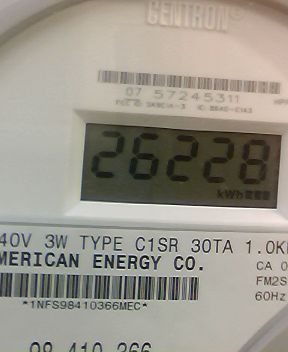 CENTRON®
07 57245311
26228
kWh
40V 3W TYPE C1SR 30TA 1.0K
MERICAN ENERGY CO.
CA 0
FM2S
60Hz
*1NFS98410366MEC*
98 410 366